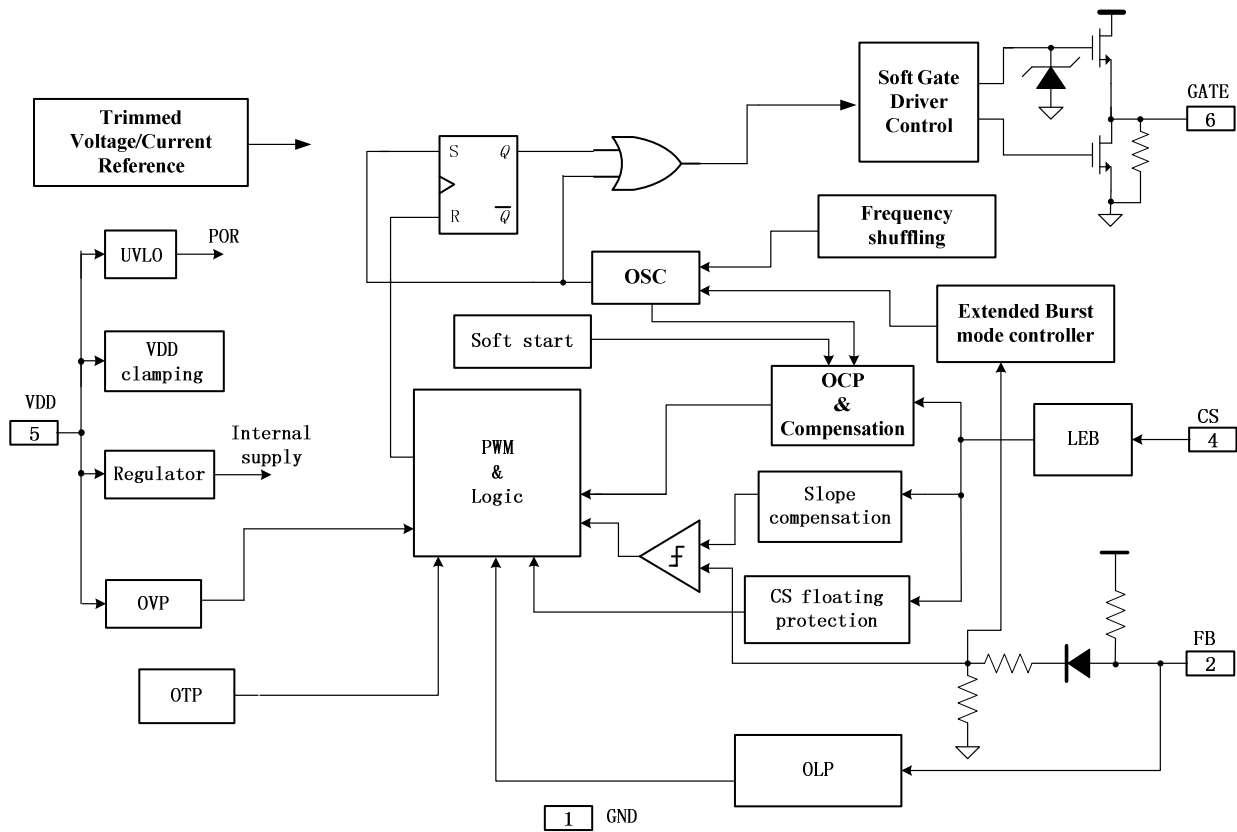 Trimmed
Voltage/Current
Reference
Soft Gate
Driver
Control
GATE
6
S
Q
R
Q̅
Frequency
shuffling
UVLO
POR
OSC
Extended Burst
mode controller
Soft start
VDD
clamping
OCP
&
Compensation
VDD
5
Internal
supply
Regulator
PWM
&
Logic
LEB
CS
4
Slope
compensation
OVP
CS floating
protection
FB
2
OTP
OLP
1
GND